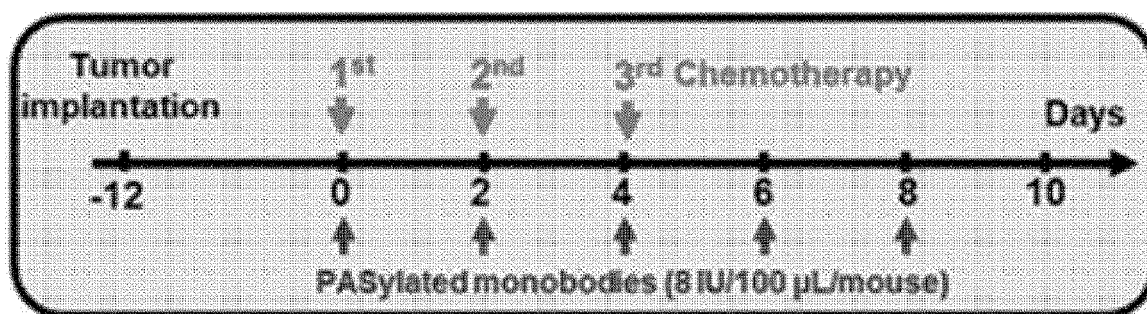 Tumor
implantation
1st 2nd 3rd Chemotherapy
Days
-12 0 2 4 6 8 10
PASylated monobodies (8 IU/100 µL/mouse)